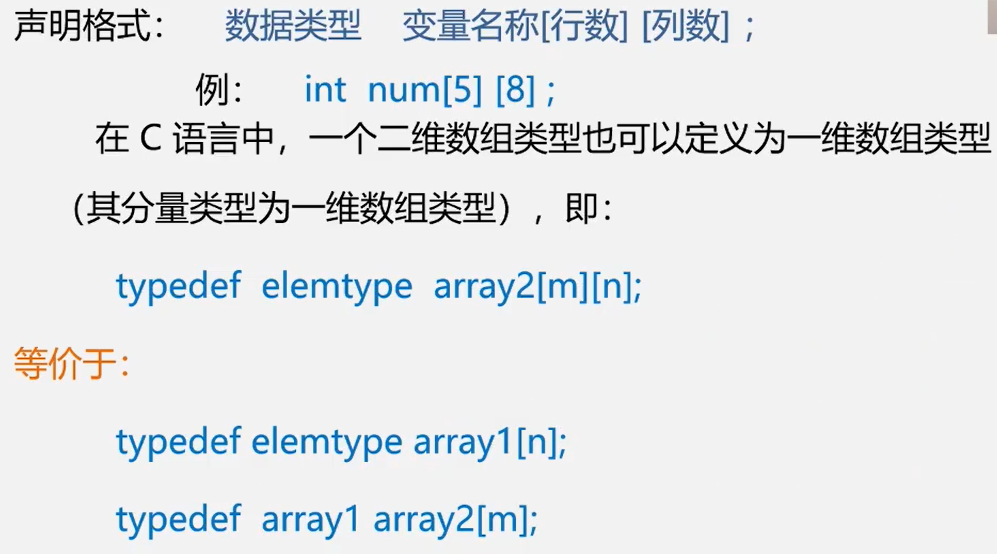 声明格式： 数据类型 变量名称[行数] [列数] ；
例： int num[5] [8] ;
在 C 语言中，一个二维数组类型也可以定义为一维数组类型
（其分量类型为一维数组类型），即：
typedef elemtype array2[m][n];
等价于：
typedef elemtype array1[n];
typedef array1 array2[m];